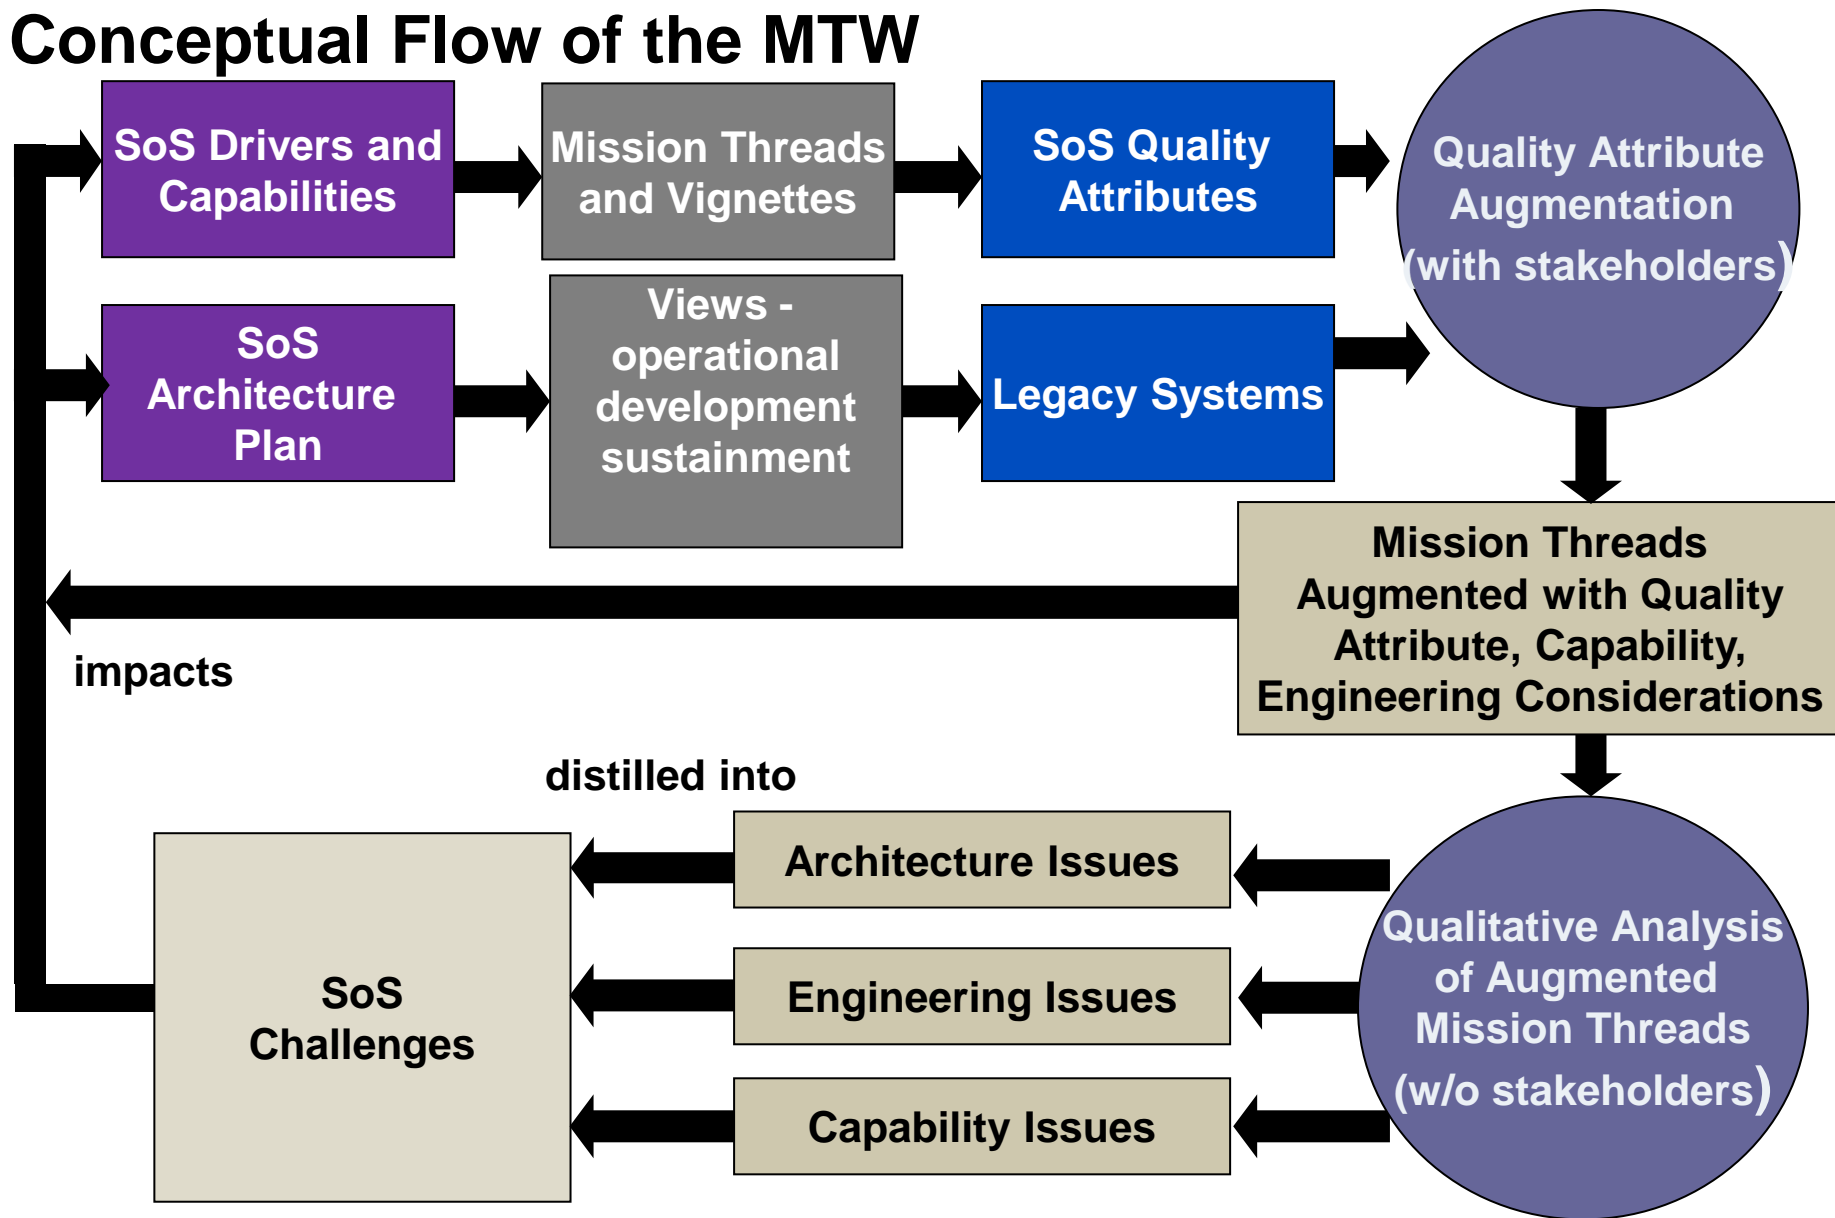 Conceptual Flow of the MTW
SoS Drivers and
Capabilities
Mission Threads
and Vignettes
SoS Quality
Attributes
Quality Attribute
Augmentation
(with stakeholders)
SoS
Architecture
Plan
Views -
operational
development
sustainment
Legacy Systems
Mission Threads
Augmented with Quality
Attribute, Capability,
Engineering Considerations
impacts
distilled into
SoS
Challenges
Architecture Issues
Engineering Issues
Capability Issues
Qualitative Analysis
of Augmented
Mission Threads
(w/o stakeholders)